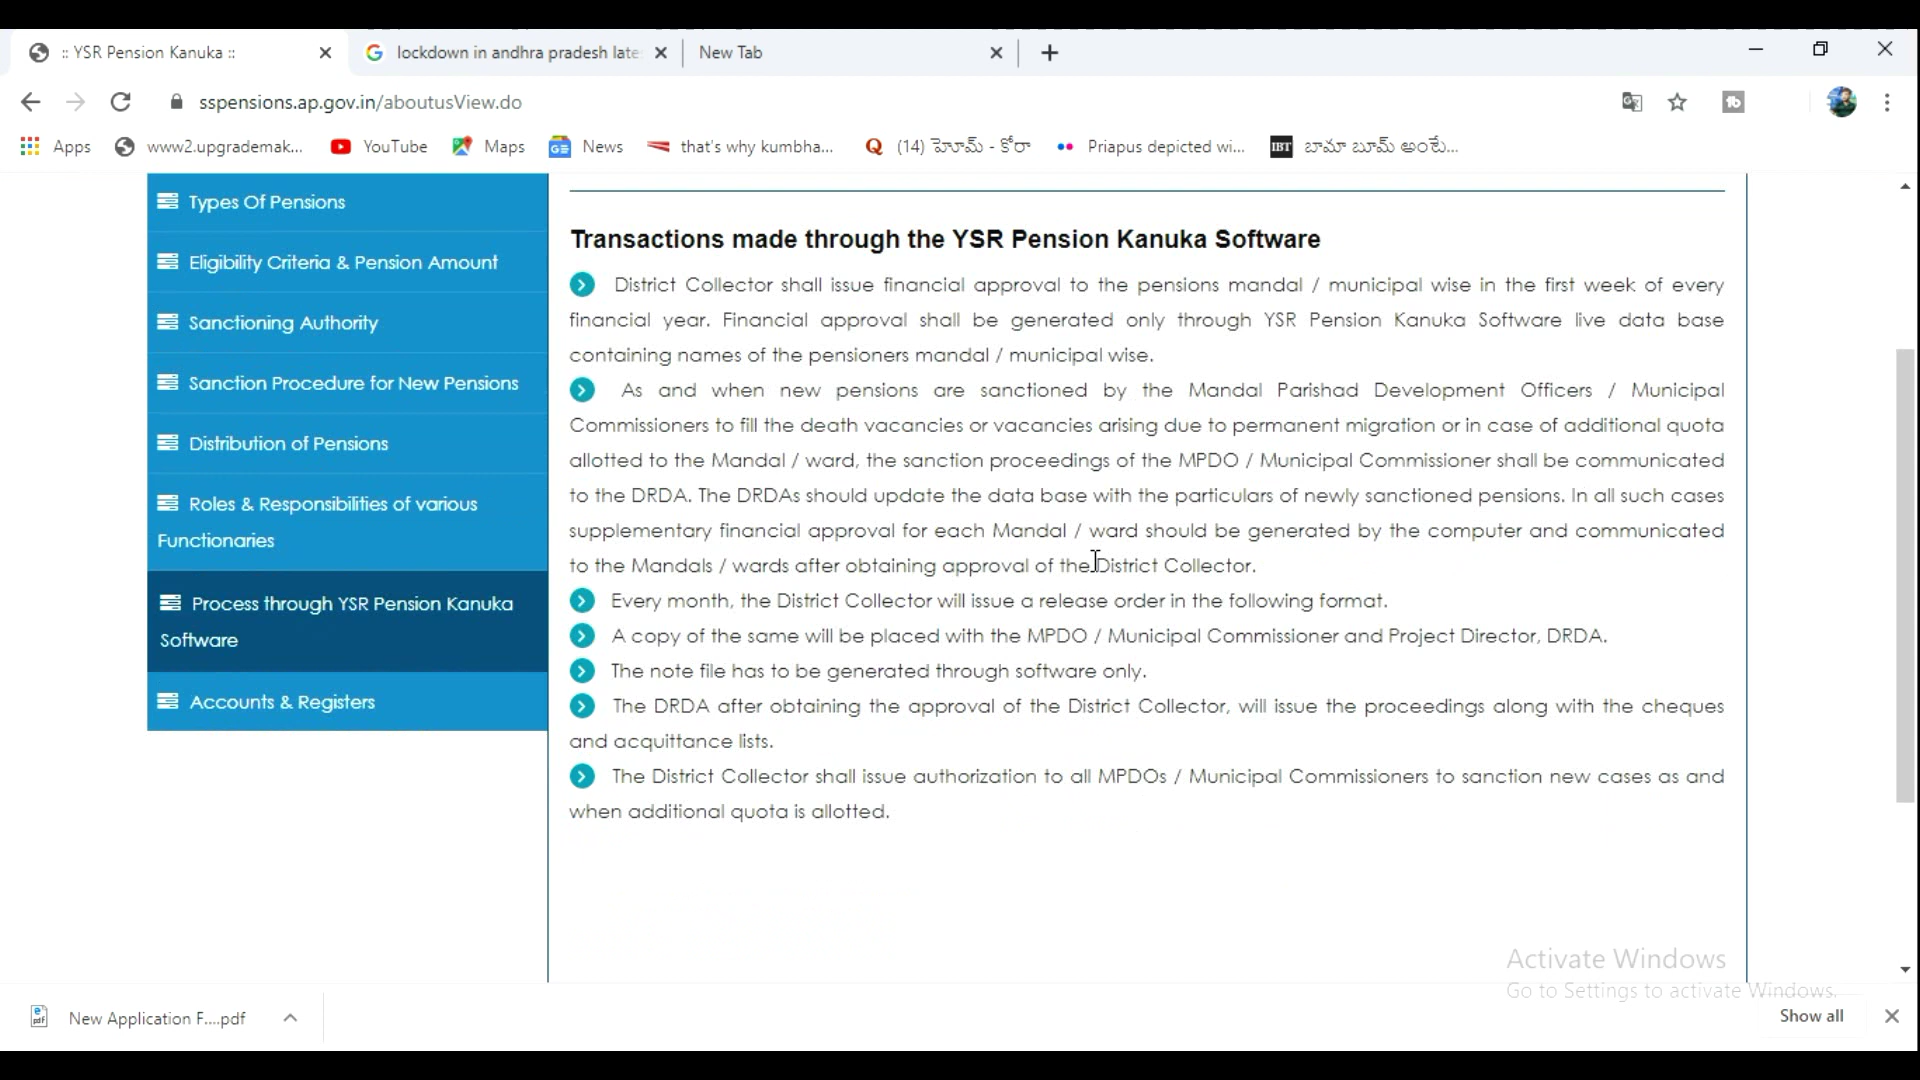 :: YSR Pension Kanuka ::
lockdown in andhra pradesh late
New Tab
sspensions.ap.gov.in/aboutusView.do
Apps
www2.upgrademak...
YouTube
Maps
News
that's why kumbha...
(14) హోమ్ - కోరా
Priapus depicted wi...
IBT
బామా బూమ్ అంటే...
Types Of Pensions
Eligibility Criteria & Pension Amount
Sanctioning Authority
Sanction Procedure for New Pensions
Distribution of Pensions
Roles & Responsibilities of various
Functionaries
Process through YSR Pension Kanuka
Software
Accounts & Registers
Transactions made through the YSR Pension Kanuka Software
District Collector shall issue financial approval to the pensions mandal / municipal wise in the first week of every
financial year. Financial approval shall be generated only through YSR Pension Kanuka Software live data base
containing names of the pensioners mandal / municipal wise.
As and when new pensions are sanctioned by the Mandal Parishad Development Officers / Municipal
Commissioners to fill the death vacancies or vacancies arising due to permanent migration or in case of additional quota
allotted to the Mandal / ward, the sanction proceedings of the MPDO / Municipal Commissioner shall be communicated
to the DRDA. The DRDAs should update the data base with the particulars of newly sanctioned pensions. In all such cases
supplementary financial approval for each Mandal / ward should be generated by the computer and communicated
to the Mandals / wards after obtaining approval of the District Collector.
Every month, the District Collector will issue a release order in the following format.
A copy of the same will be placed with the MPDO / Municipal Commissioner and Project Director, DRDA.
The note file has to be generated through software only.
The DRDA after obtaining the approval of the District Collector, will issue the proceedings along with the cheques
and acquittance lists.
The District Collector shall issue authorization to all MPDOs / Municipal Commissioners to sanction new cases as and
when additional quota is allotted.
Activate Windows
Go to Settings to activate Windows.
New Application F....pdf
Show all